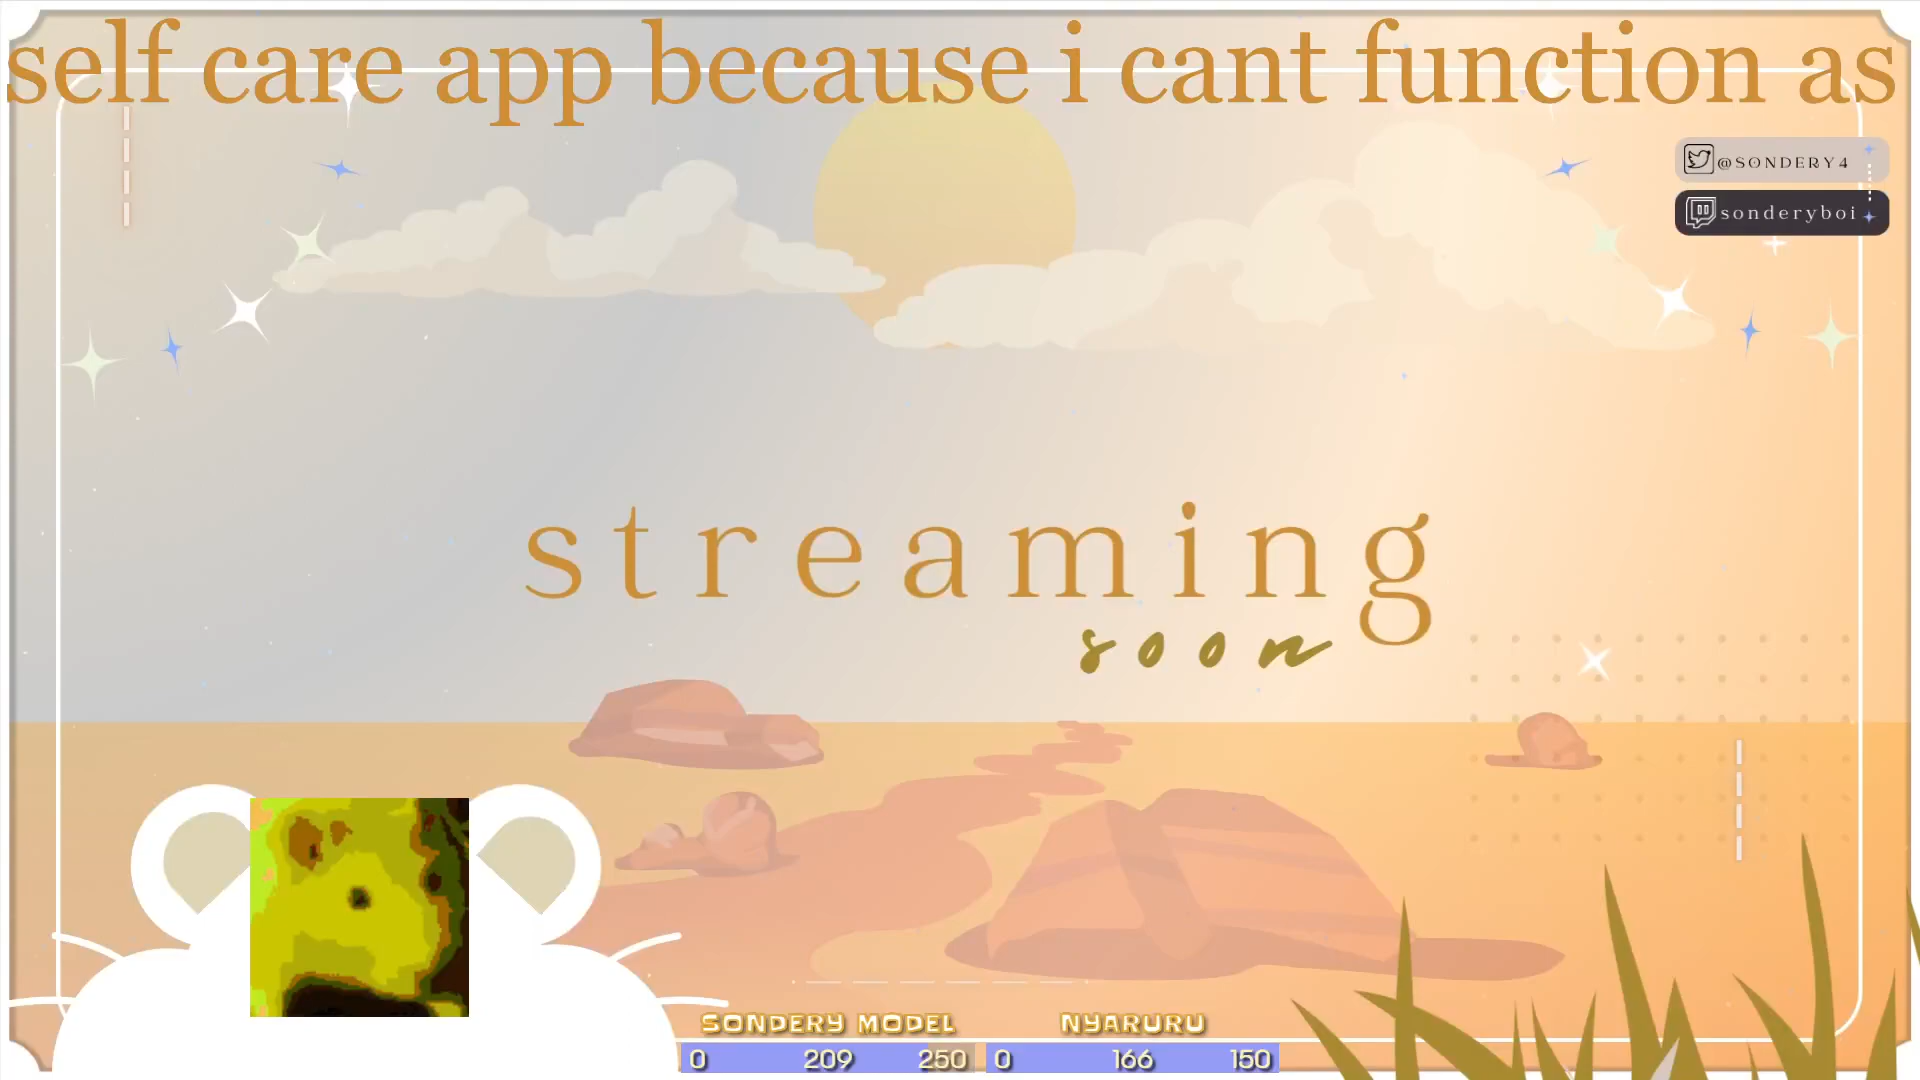 self care app because i cant function as
@SONDERY4
sonderyboi
streaming
soon
SONDERY MODEL NYARURU
0 209 250 0 166 150